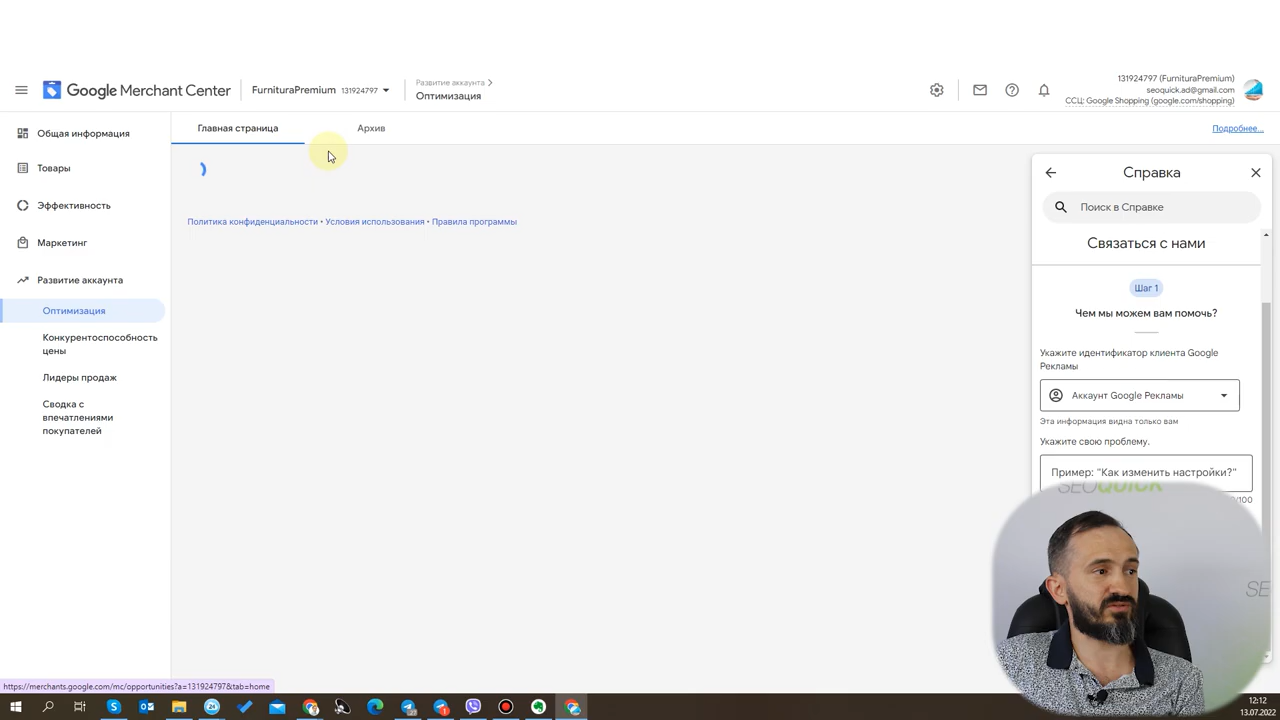 Google Merchant Center
FurnituraPremium 131924797
Развитие аккаунта
Оптимизация
131924797 (FurnituraPremium)
seoquick.ad@gmail.com
ССЦ: Google Shopping (google.com/shopping)
Общая информация
Товары
Эффективность
Маркетинг
Развитие аккаунта
Оптимизация
Конкурентоспособность
цены
Лидеры продаж
Сводка с
впечатлениями
покупателей
Главная страница
Архив
Подробнее...
Политика конфиденциальности • Условия использования • Правила программы
Справка
Поиск в Справке
Связаться с нами
Шаг 1
Чем мы можем вам помочь?
Укажите идентификатор клиента Google
Рекламы
Аккаунт Google Рекламы
Эта информация видна только вам
Укажите свою проблему.
Пример: "Как изменить настройки?"
SEOQUICK
0/100
SE
https://merchants.google.com/mc/opportunities?a=131924797&tab=home
12:12
13.07.2022